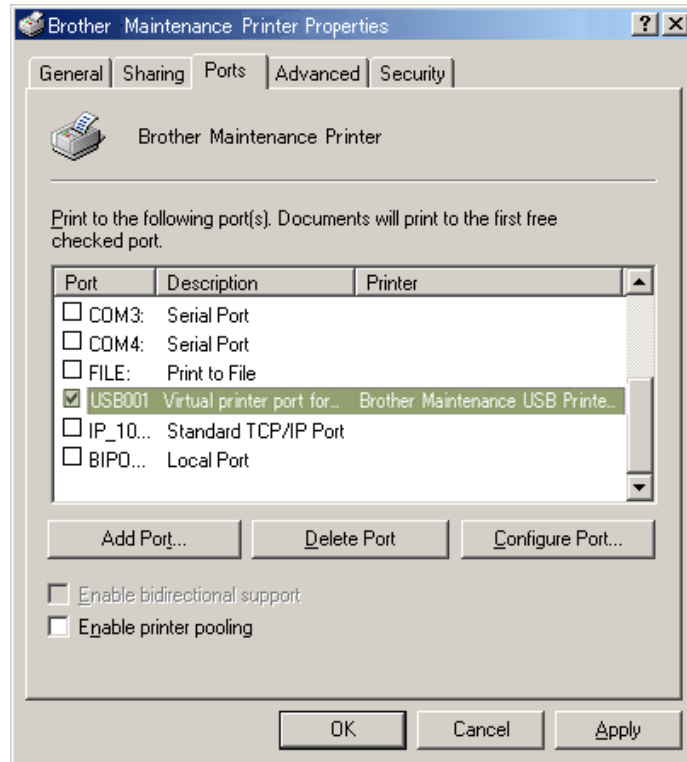 Brother Maintenance Printer Properties
General Sharing Ports Advanced Security
Brother Maintenance Printer
Print to the following port(s). Documents will print to the first free
checked port.
Port Description Printer
COM3: Serial Port
COM4: Serial Port
FILE: Print to File
USB001 Virtual printer port for... Brother Maintenance USB Printe...
IP_10... Standard TCP/IP Port
BIPO... Local Port
Add Port... Delete Port Configure Port...
Enable bidirectional support
Enable printer pooling
OK Cancel Apply